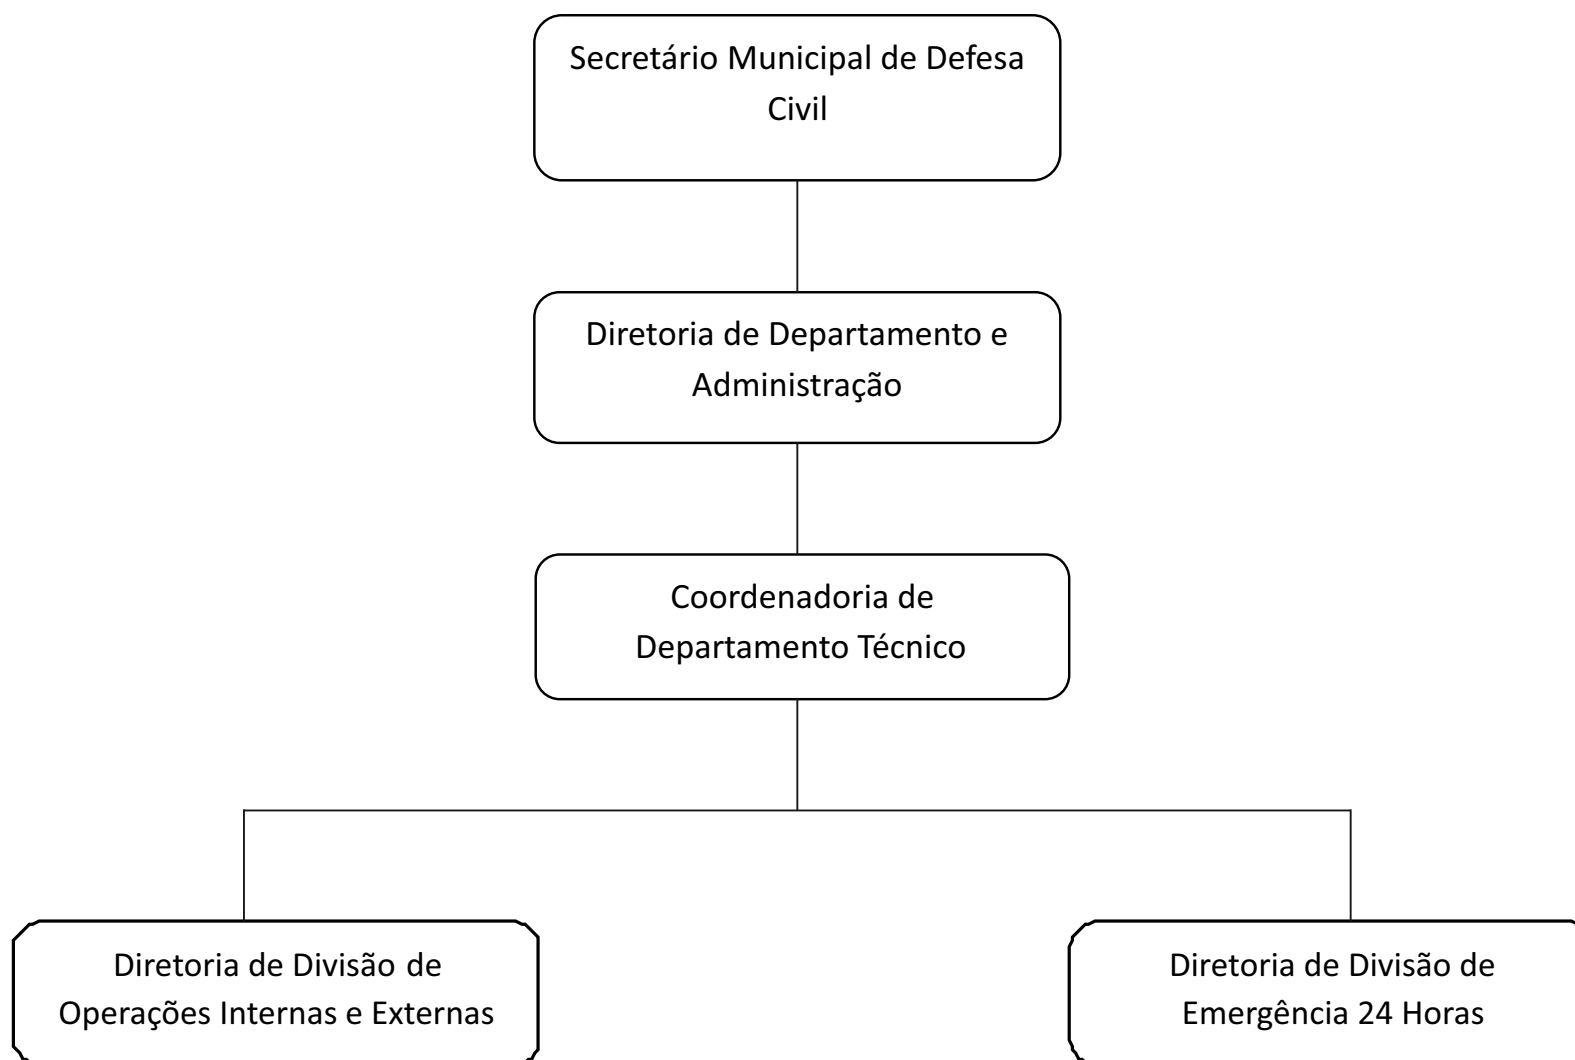 Secretário Municipal de Defesa
Civil
Diretoria de Departamento e
Administração
Coordenadoria de
Departamento Técnico
Diretoria de Divisão de
Operações Internas e Externas
Diretoria de Divisão de
Emergência 24 Horas